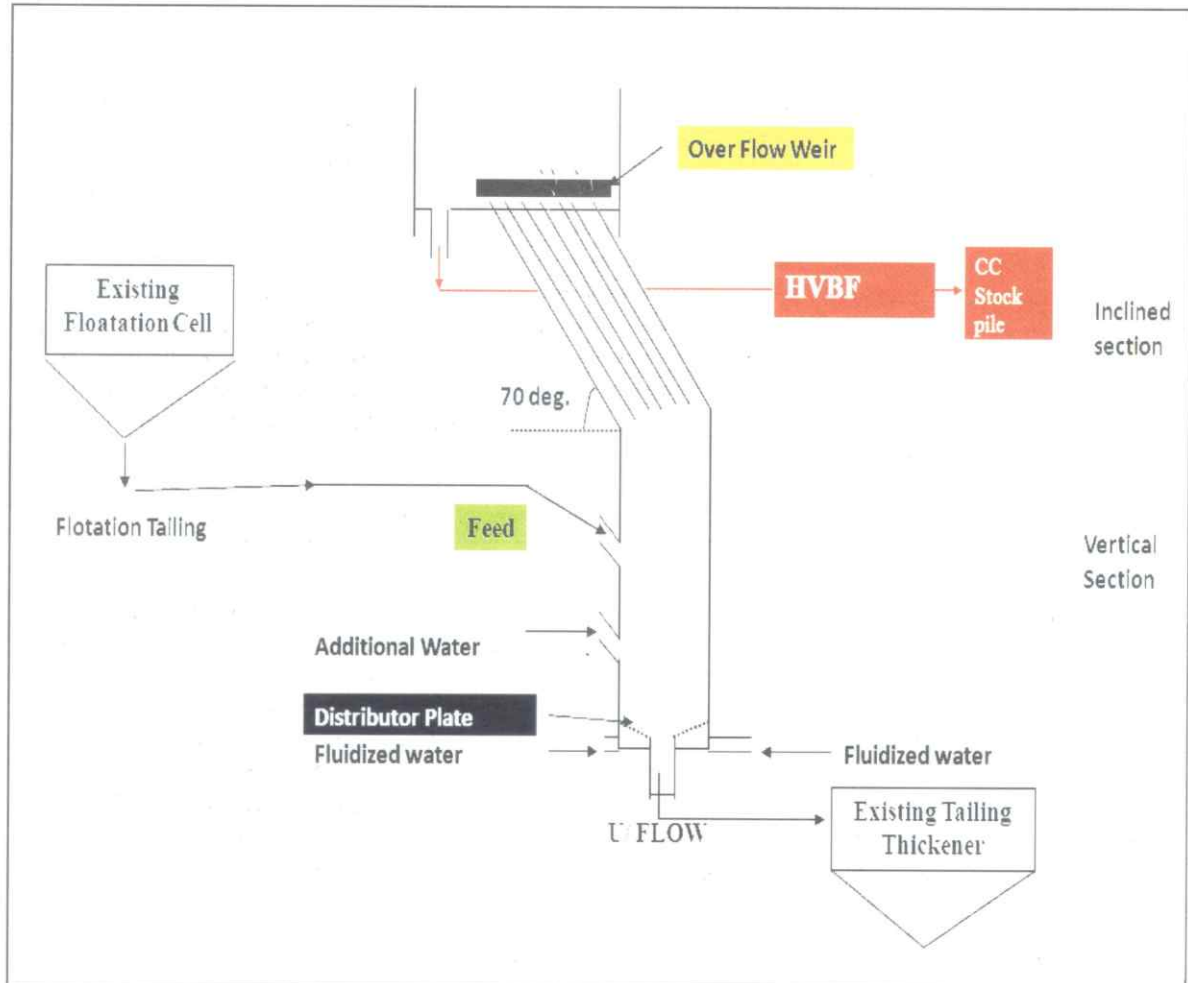 Over Flow Weir
Existing
Floatation Cell
HVBF
CC
Stock
pile
Inclined
section
70 deg.
Flotation Tailing
Feed
Vertical
Section
Additional Water
Distributor Plate
Fluidized water
Fluidized water
U FLOW
Existing Tailing
Thickener